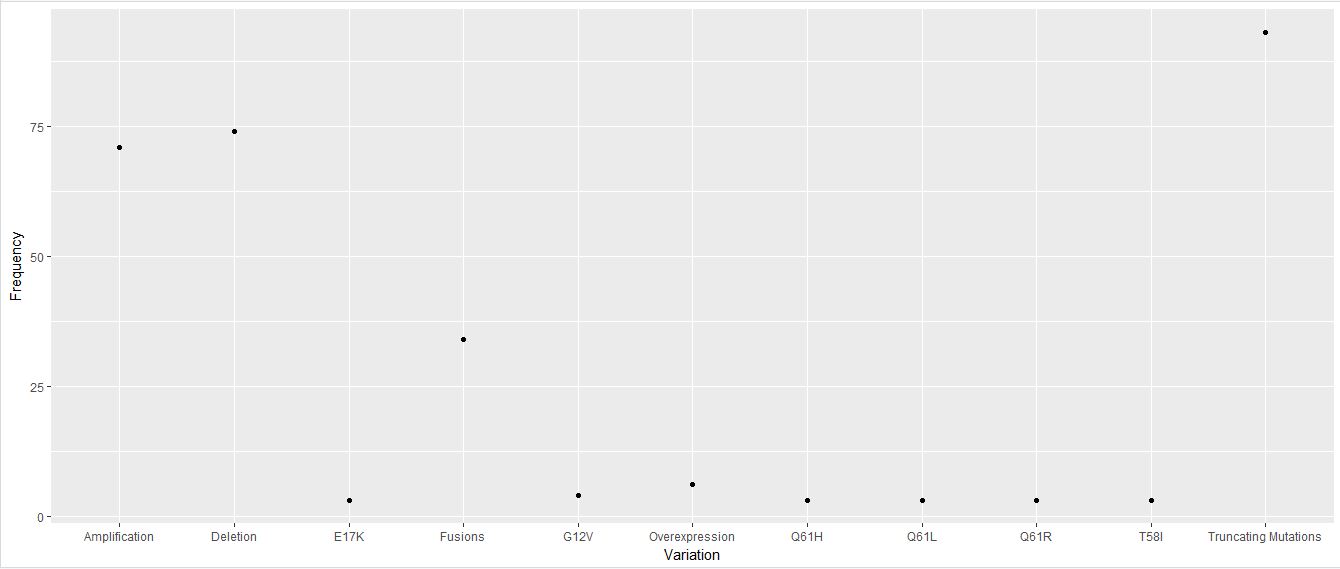 75
50
25
0
Frequency
Amplification Deletion E17K Fusions G12V Overexpression Q61H Q61L Q61R T58I Truncating Mutations
Variation